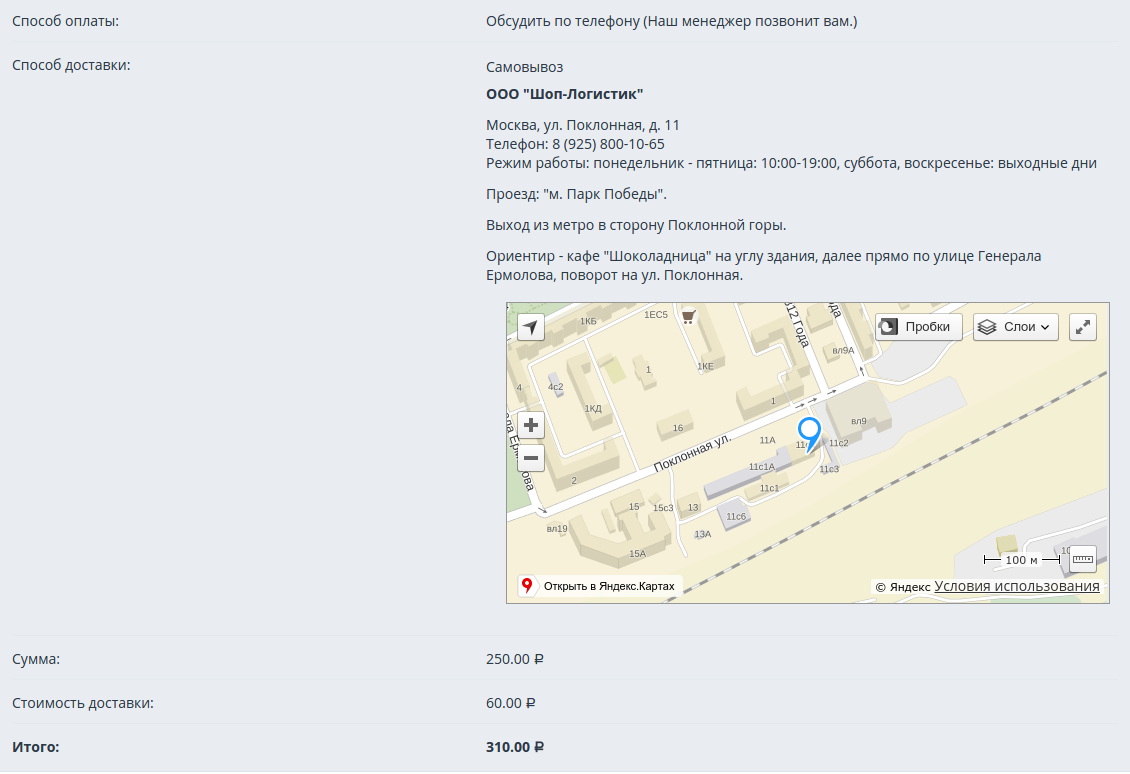 Способ оплаты: Обсудить по телефону (Наш менеджер позвонит вам.)
Способ доставки: Самовывоз
ООО "Шоп-Логистик"
Москва, ул. Поклонная, д. 11
Телефон: 8 (925) 800-10-65
Режим работы: понедельник - пятница: 10:00-19:00, суббота, воскресенье: выходные дни
Проезд: "м. Парк Победы".
Выход из метро в сторону Поклонной горы.
Ориентир - кафе "Шоколадница" на углу здания, далее прямо по улице Генерала
Ермолова, поворот на ул. Поклонная.
1КБ
1ЕС5
812 Года
Пробки
Слои
вл9А
1
1КЕ
4
4с2
1КД
1
16
вл9
Поклонная ул.
11А
11с2
11с1А
11с3
2
11с1
15
15с3
13
11с6
вл19
13А
15А
100 м
Открыть в Яндекс.Картах
© Яндекс Условия использования
Сумма: 250.00 ₽
Стоимость доставки: 60.00 ₽
Итого: 310.00 ₽